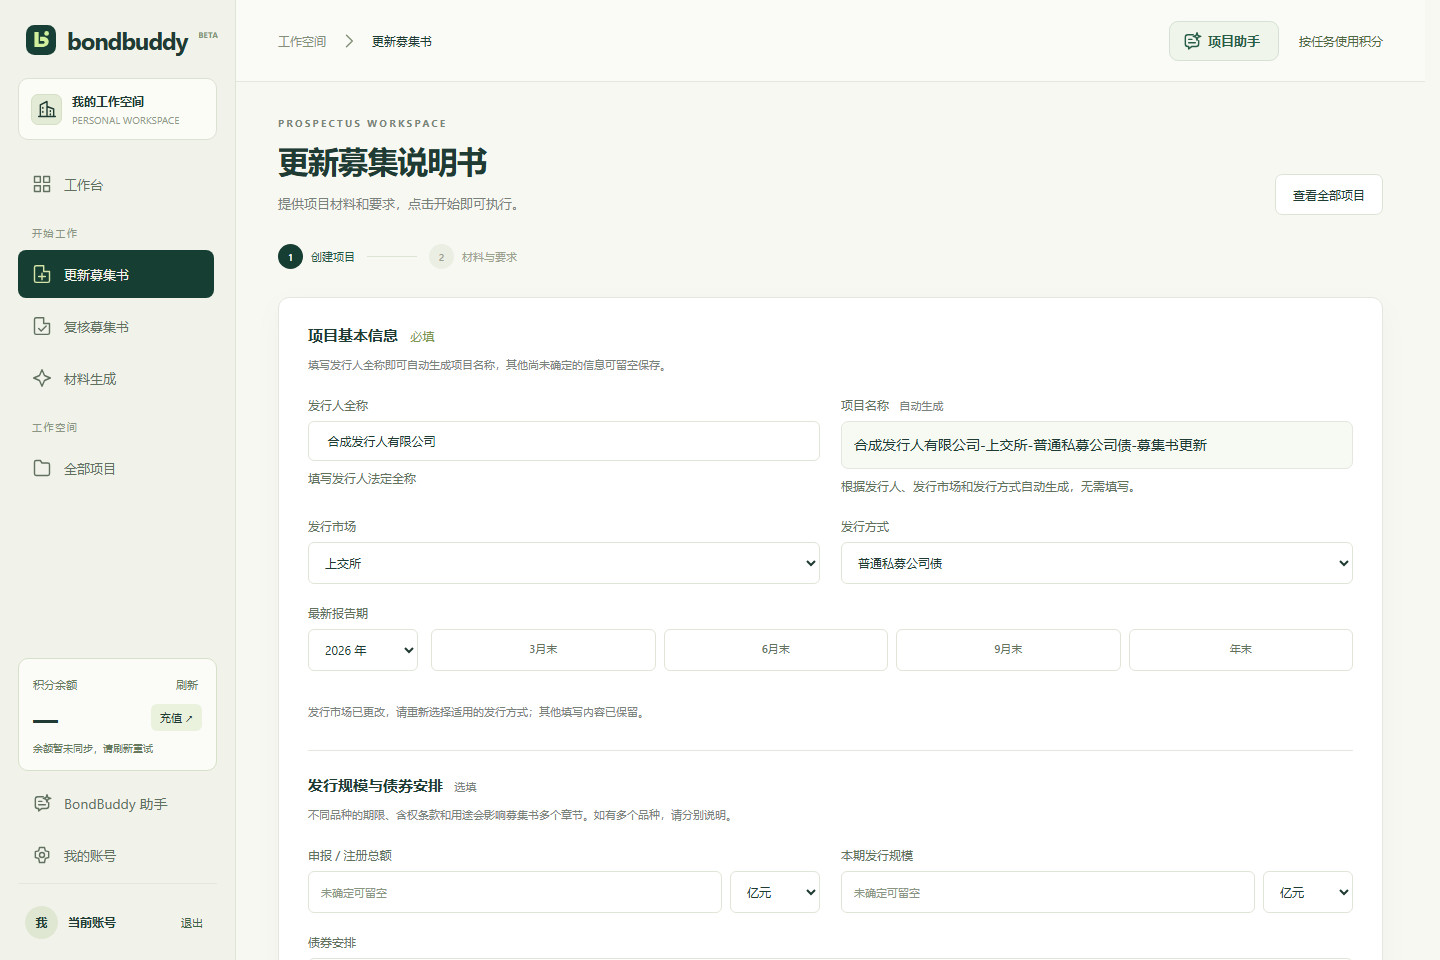 bondbuddy BETA
我的工作空间
PERSONAL WORKSPACE
工作台
开始工作
更新募集书
复核募集书
材料生成
工作空间
全部项目
积分余额 刷新
— 充值↗
余额暂未同步，请刷新重试
BondBuddy 助手
我的账号
我 当前账号 退出
工作空间 > 更新募集书
项目助手 按任务使用积分
PROSPECTUS WORKSPACE
更新募集说明书
提供项目材料和要求，点击开始即可执行。
查看全部项目
1 创建项目 2 材料与要求
项目基本信息 必填
填写发行人全称即可自动生成项目名称，其他尚未确定的信息可留空保存。
发行人全称 项目名称 自动生成
合成发行人有限公司 合成发行人有限公司-上交所-普通私募公司债-募集书更新
填写发行人法定全称 根据发行人、发行市场和发行方式自动生成，无需填写。
发行市场 发行方式
上交所 普通私募公司债
最新报告期
2026 年 3月末 6月末 9月末 年末
发行市场已更改，请重新选择适用的发行方式；其他填写内容已保留。
发行规模与债券安排 选填
不同品种的期限、含权条款和用途会影响募集书多个章节。如有多个品种，请分别说明。
申报 / 注册总额 本期发行规模
未确定可留空 亿元 未确定可留空 亿元
债券安排